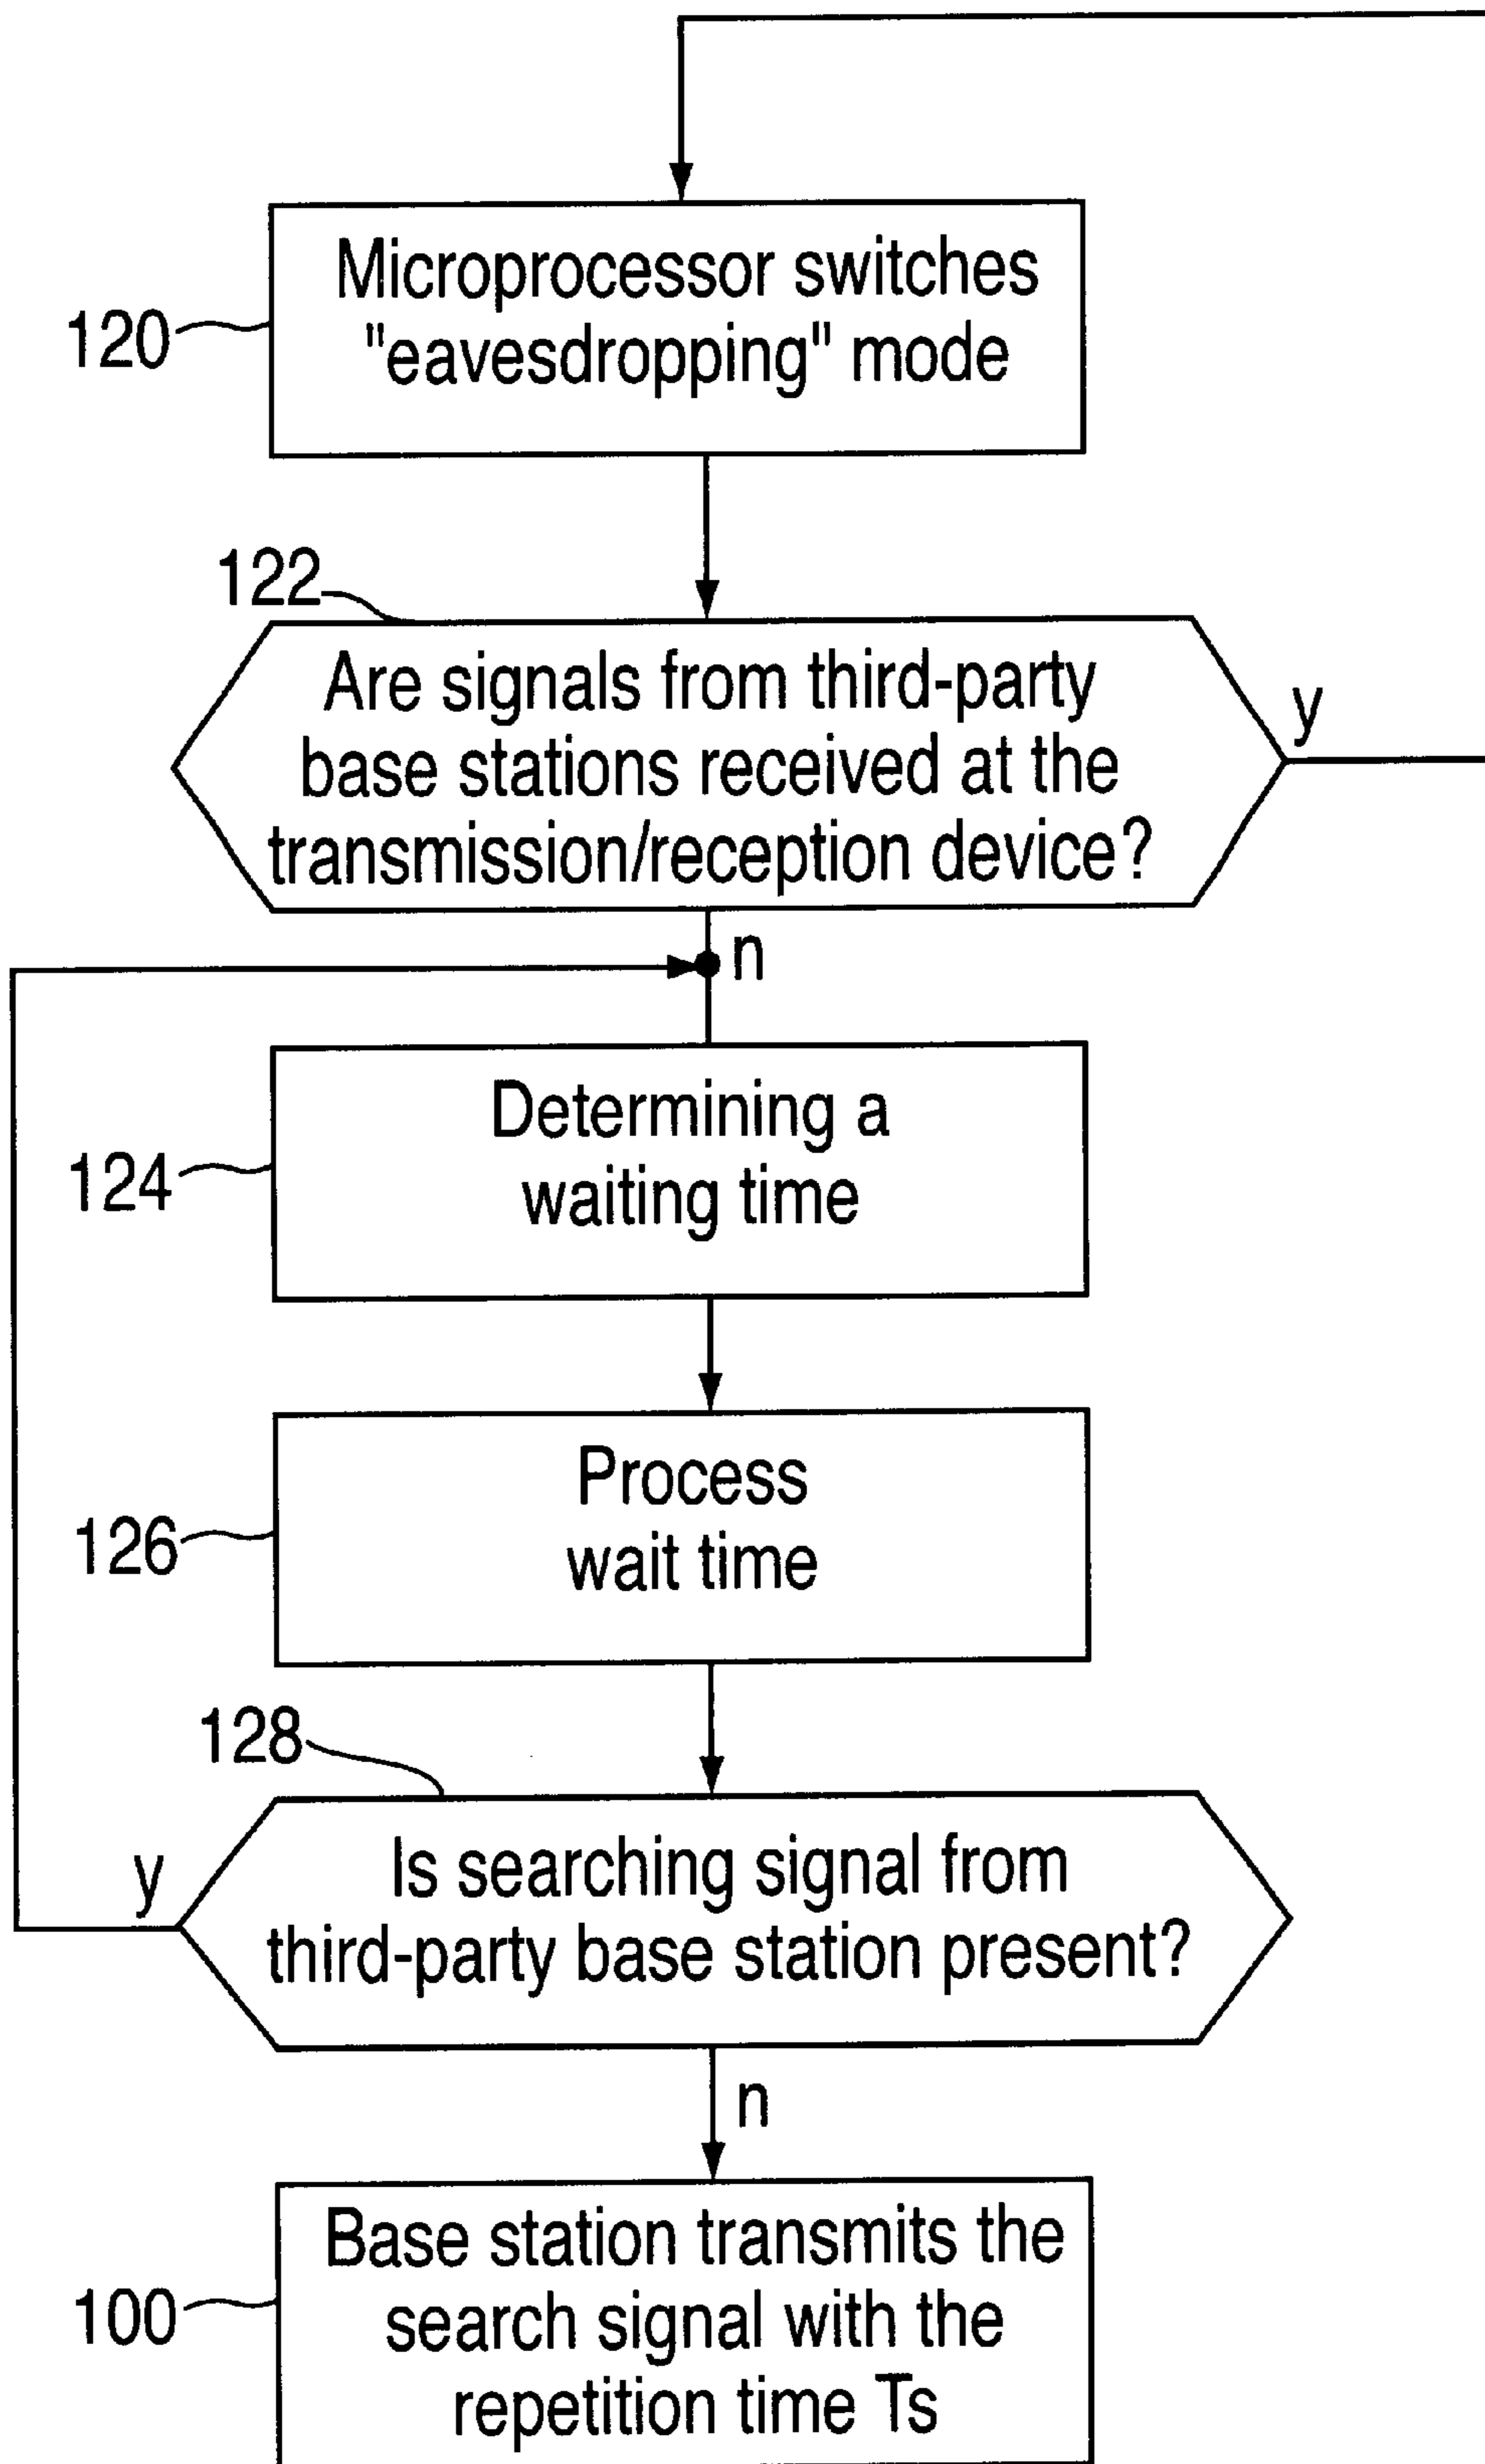 Microprocessor switches
"eavesdropping" mode
120
122
Are signals from third-party
base stations received at the
transmission/reception device?
y
n
Determining a
waiting time
124
Process
wait time
126
128
Is searching signal from
third-party base station present?
y
n
Base station transmits the
search signal with the
repetition time Ts
100